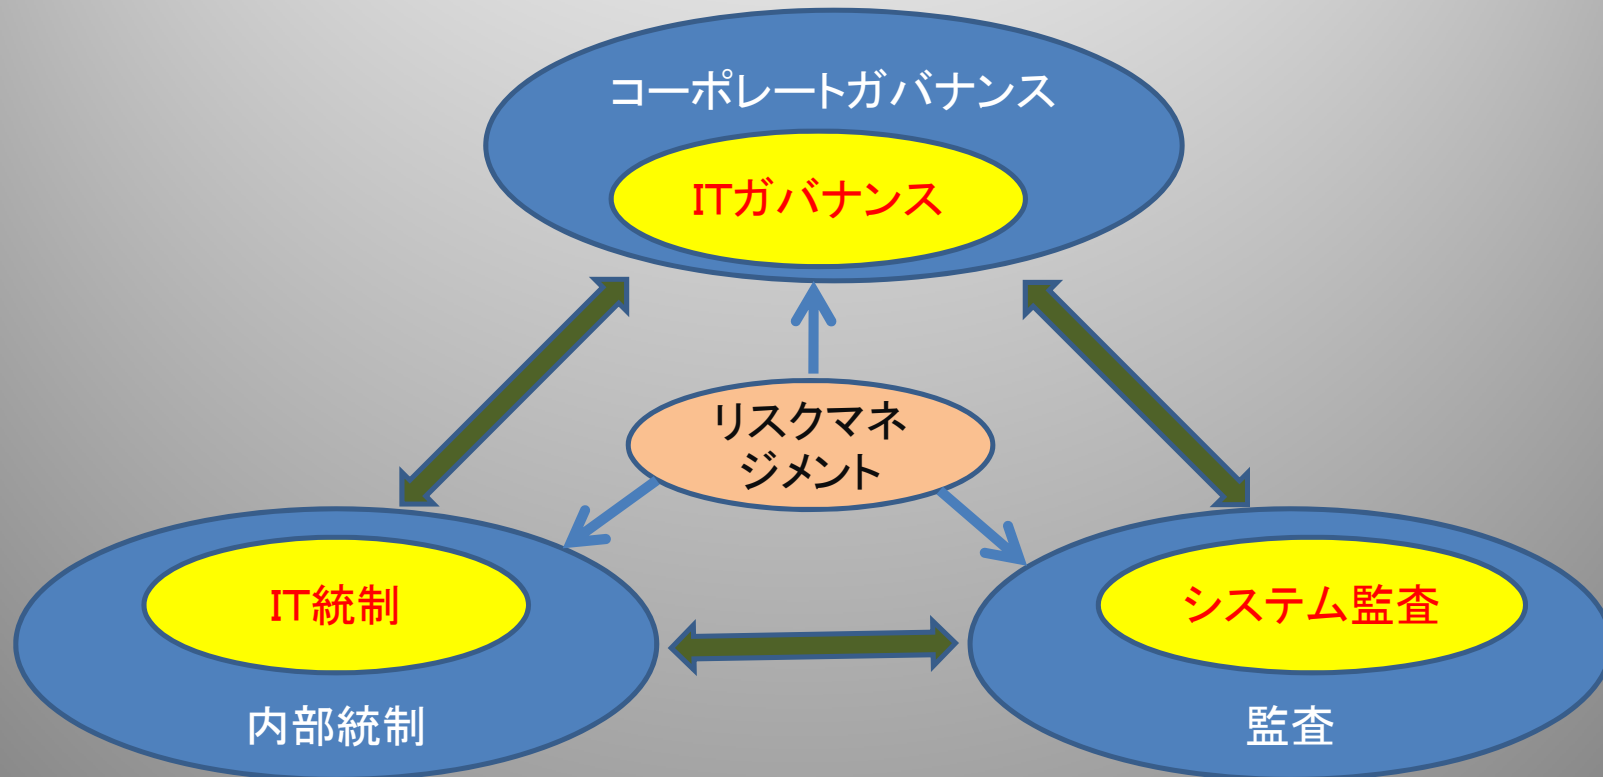 コーポレートガバナンス
ITガバナンス
リスクマネ
ジメント
IT統制
システム監査
内部統制
監査